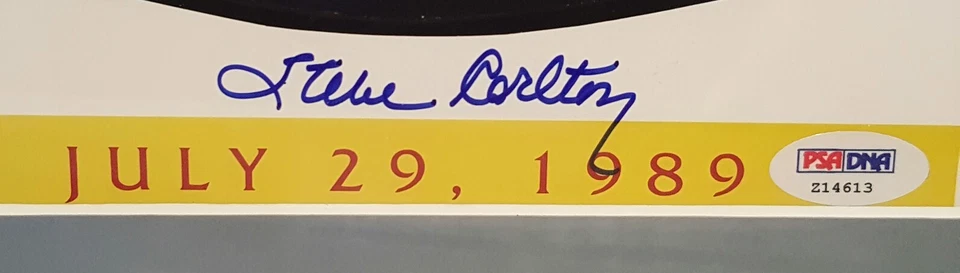 Steve Carlton
JULY 29, 1989
PSA DNA
Z14613